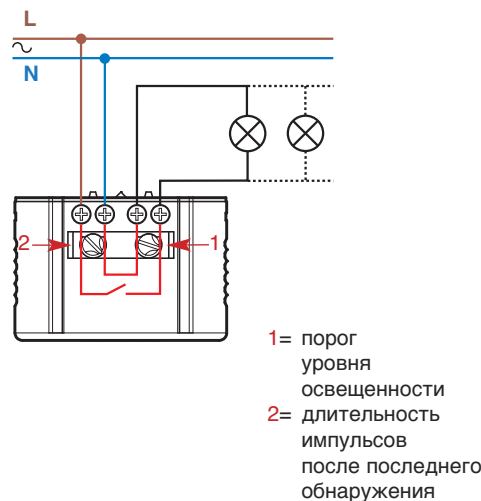 L
N
2
1
1= порог
уровня
освещенности
2= длительность
импульсов
после последнего
обнаружения